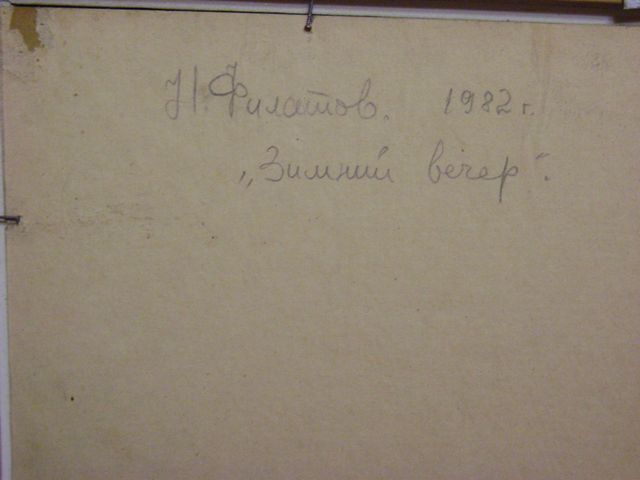 Н. Филатов. 1982 г.
„Зимний вечер".